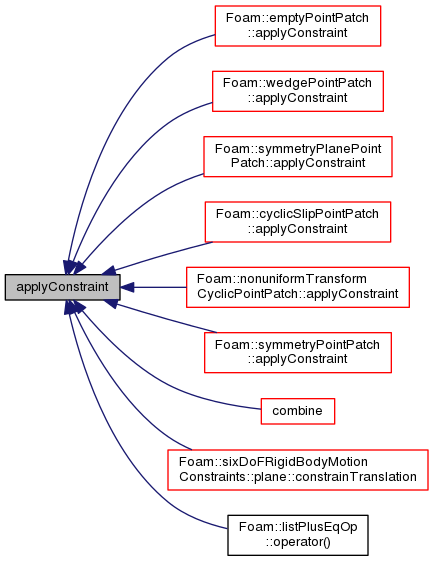 Foam::emptyPointPatch
::applyConstraint
Foam::wedgePointPatch
::applyConstraint
Foam::symmetryPlanePoint
Patch::applyConstraint
Foam::cyclicSlipPointPatch
::applyConstraint
applyConstraint
Foam::nonuniformTransform
CyclicPointPatch::applyConstraint
Foam::symmetryPointPatch
::applyConstraint
combine
Foam::sixDoFRigidBodyMotion
Constraints::plane::constrainTranslation
Foam::listPlusEqOp
::operator()